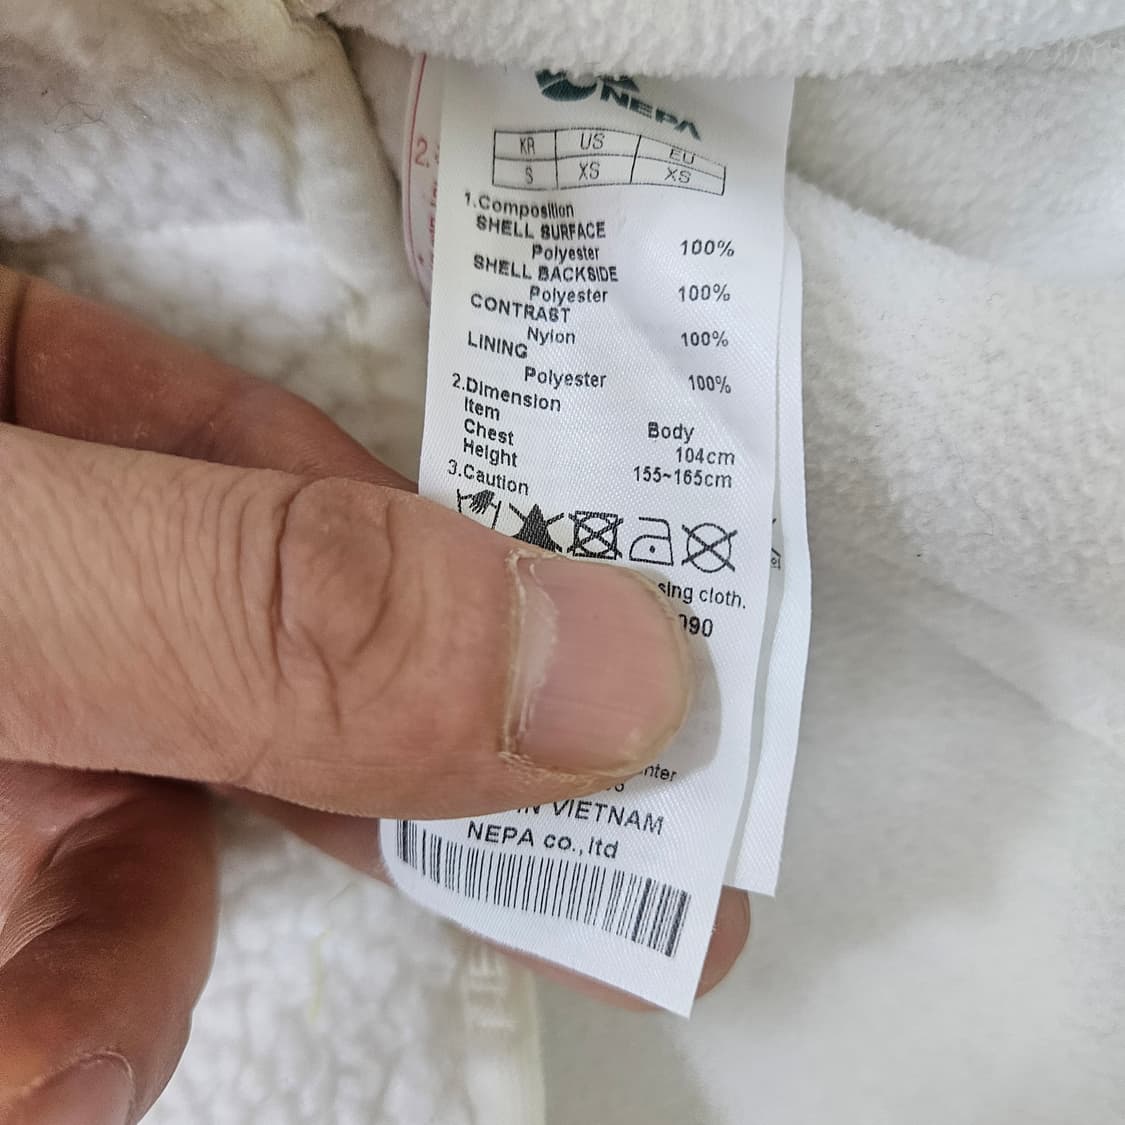 NEPA
KR US EU
S XS XS
1.Composition
SHELL SURFACE
Polyester 100%
SHELL BACKSIDE
Polyester 100%
CONTRAST
Nylon 100%
LINING
Polyester 100%
2.Dimension
Item Body
Chest 104cm
Height 155~165cm
3.Caution
cloth.
090
VIETNAM
NEPA co.,ltd
2.